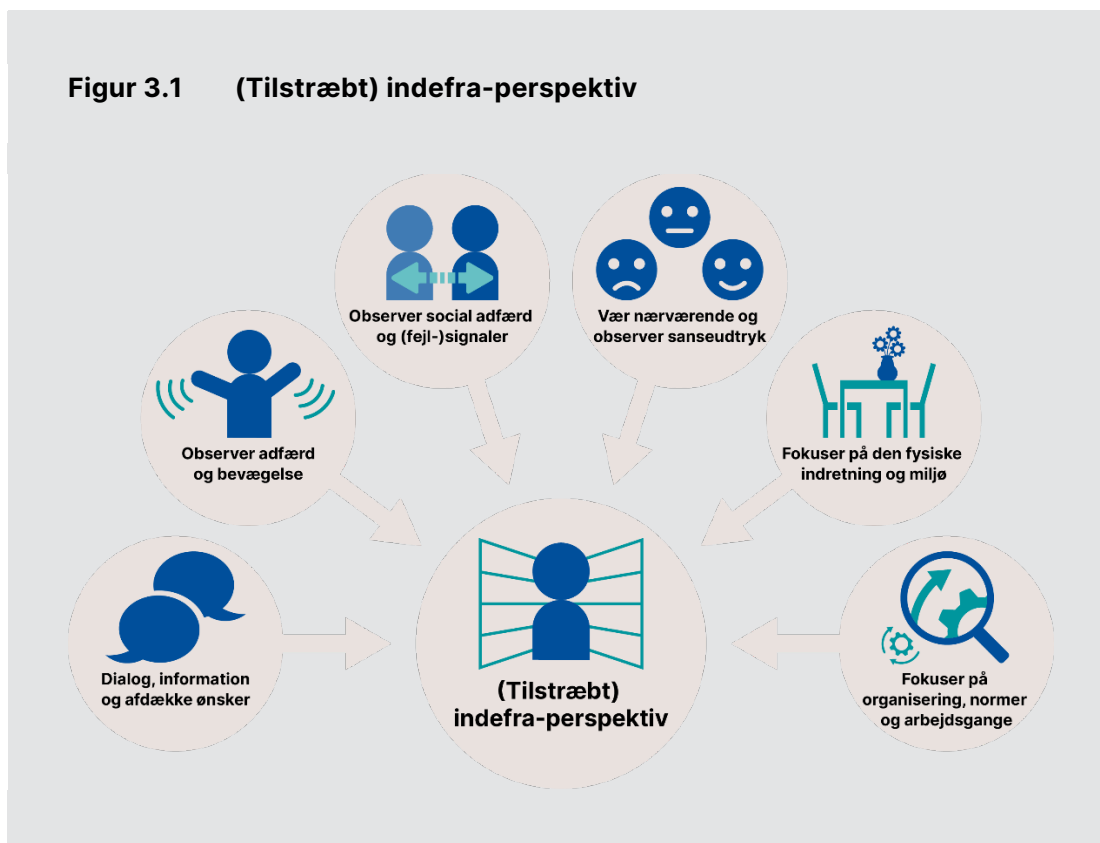 Figur 3.1 (Tilstræbt) indefra-perspektiv
Observer social adfærd
og (fejl-)signaler
Vær nærværende og
observer sanseudtryk
Observer adfærd
og bevægelse
Fokuser på den fysiske
indretning og miljø
Dialog, information
og afdække ønsker
(Tilstræbt)
indefra-perspektiv
Fokuser på
organisering, normer
og arbejdsgange